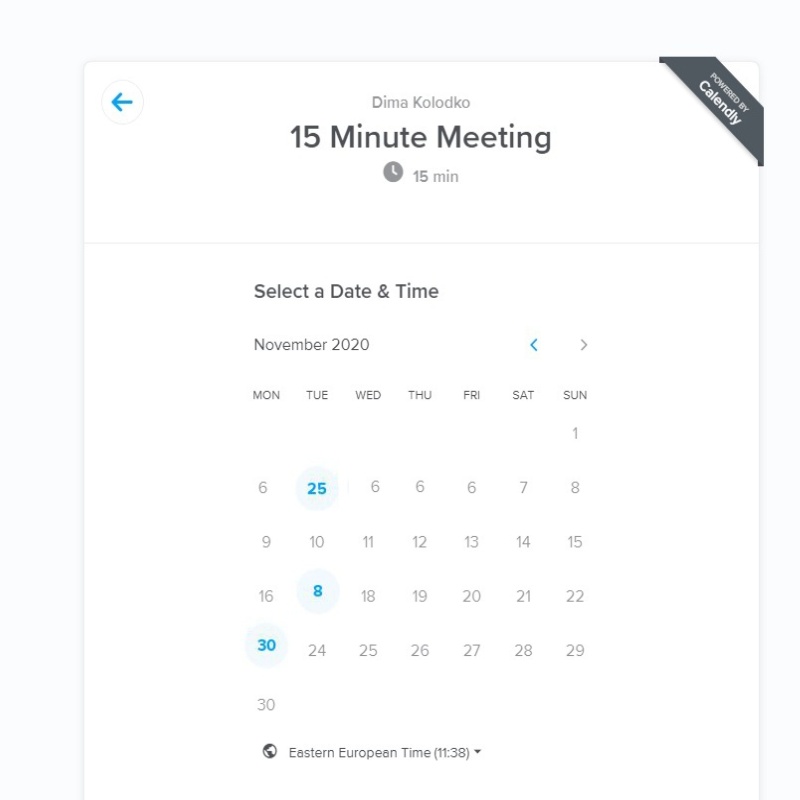 POWERED BY
Calendly
Dima Kolodko
15 Minute Meeting
15 min
Select a Date & Time
November 2020
MON TUE WED THU FRI SAT SUN
1
6 25 6 6 6 7 8
9 10 11 12 13 14 15
16 8 18 19 20 21 22
30 24 25 26 27 28 29
30
Eastern European Time (11:38)